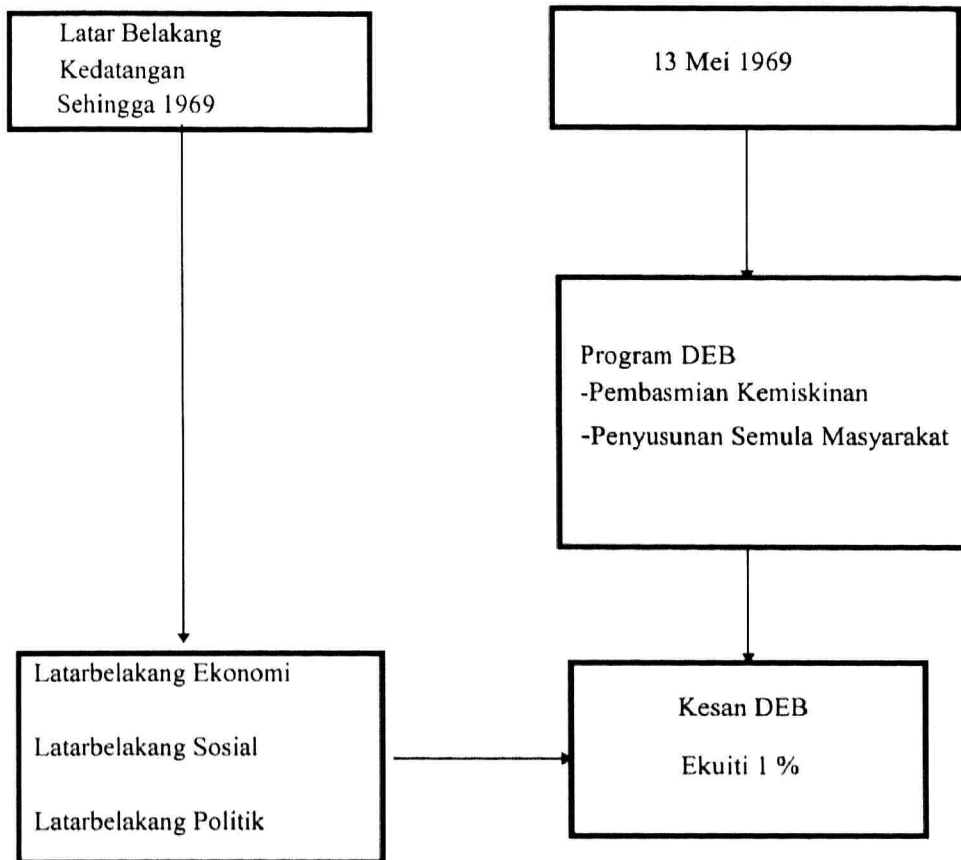 Latar Belakang
Kedatangan
Sehingga 1969
13 Mei 1969
Program DEB
-Pembasmian Kemiskinan
-Penyusunan Semula Masyarakat
Latarbelakang Ekonomi
Latarbelakang Sosial
Latarbelakang Politik
Kesan DEB
Ekuiti 1 %